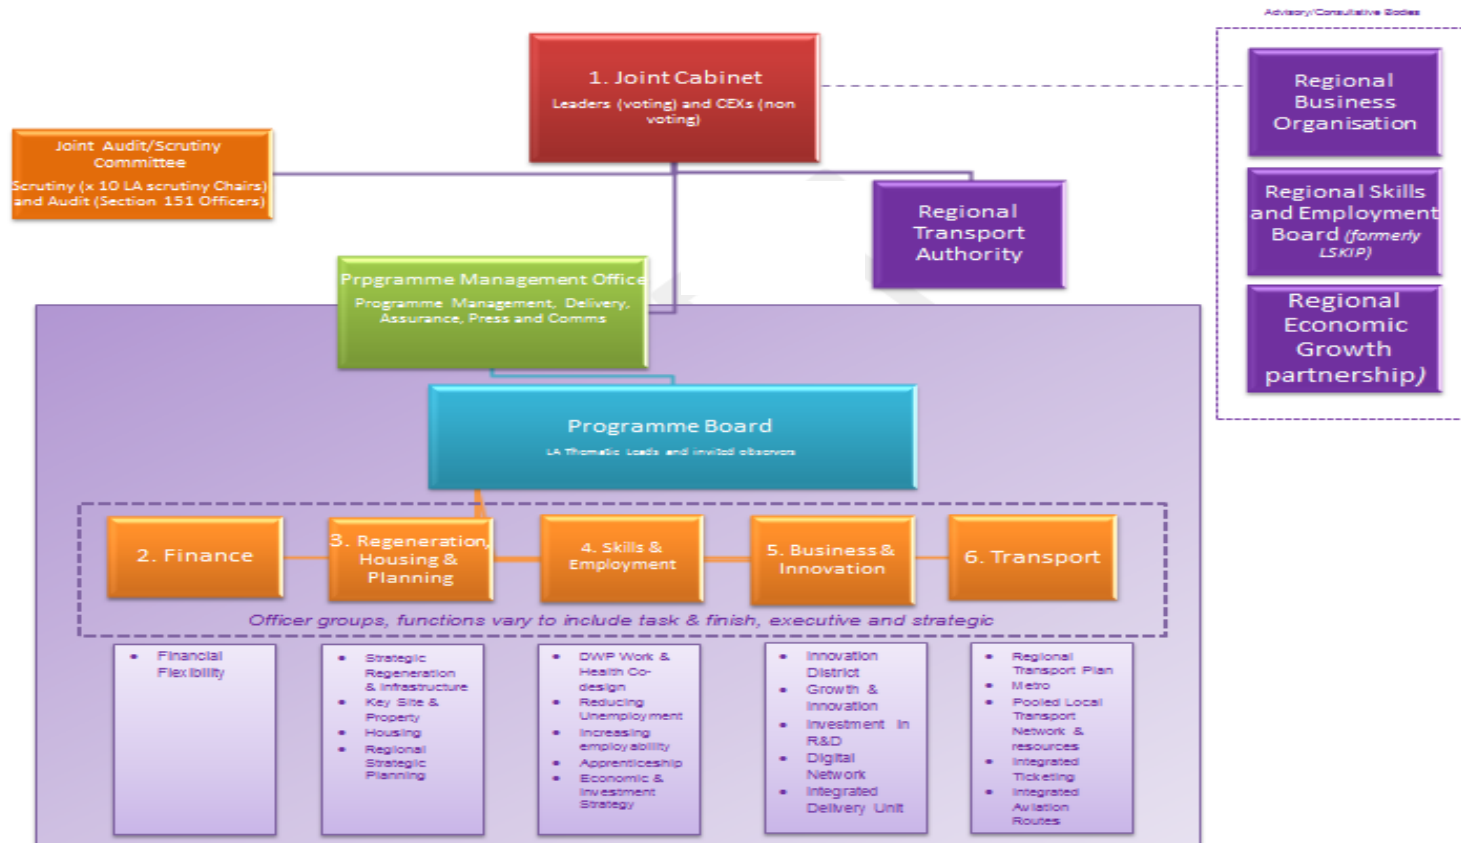 Advisory/Consultative Bodies
1. Joint Cabinet
Leaders (voting) and CEXs (non
voting)
Regional
Business
Organisation
Joint Audit/Scrutiny
Committee
Scrutiny (x 10 LA scrutiny Chairs)
and Audit (Section 151 Officers)
Regional
Transport
Authority
Regional Skills
and Employment
Board (formerly
LSKIP)
Prpgramme Management Office
Programme Management, Delivery,
Assurance, Press and Comms
Regional
Economic
Growth
partnership)
Programme Board
LA Thematic Leads and invited observers
2. Finance
3. Regeneration,
Housing &
Planning
4. Skills &
Employment
5. Business &
Innovation
6. Transport
Officer groups, functions vary to include task & finish, executive and strategic
• Financial
Flexibility
• Strategic
Regeneration
& Infrastructure
• Key Site &
Property
• Housing
• Regional
Strategic
Planning
• DWP Work &
Health Co-
design
• Reducing
Unemployment
• Increasing
employability
• Apprenticeship
• Economic &
Investment
Strategy
• Innovation
District
• Growth &
Innovation
• Investment in
R&D
• Digital
Network
• Integrated
Delivery Unit
• Regional
Transport Plan
• Metro
• Pooled Local
Transport
Network &
resources
• Integrated
Ticketing
• Integrated
Aviation
Routes